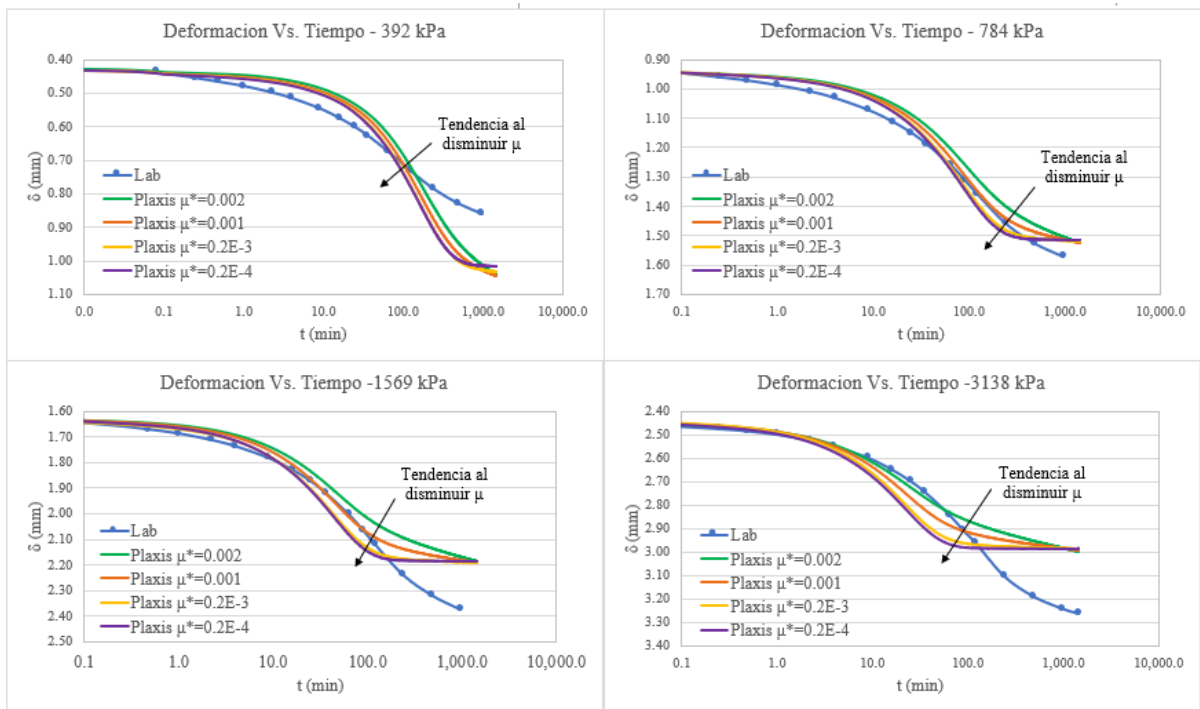 Deformacion Vs. Tiempo - 392 kPa
0.40
0.50
0.60
0.70
0.80
0.90
1.00
1.10
δ (mm)
Tendencia al
disminuir μ
Lab
Plaxis μ*=0.002
Plaxis μ*=0.001
Plaxis μ*=0.2E-3
Plaxis μ*=0.2E-4
0.0 0.1 1.0 10.0 100.0 1,000.0 10,000.0
t (min)
Deformacion Vs. Tiempo - 784 kPa
0.90
1.00
1.10
1.20
1.30
1.40
1.50
1.60
1.70
δ (mm)
Tendencia al
disminuir μ
Lab
Plaxis μ*=0.002
Plaxis μ*=0.001
Plaxis μ*=0.2E-3
Plaxis μ*=0.2E-4
0.1 1.0 10.0 100.0 1,000.0 10,000.0
t (min)
Deformacion Vs. Tiempo -1569 kPa
1.60
1.70
1.80
1.90
2.00
2.10
2.20
2.30
2.40
2.50
δ (mm)
Tendencia al
disminuir μ
Lab
Plaxis μ*=0.002
Plaxis μ*=0.001
Plaxis μ*=0.2E-3
Plaxis μ*=0.2E-4
0.1 1.0 10.0 100.0 1,000.0 10,000.0
t (min)
Deformacion Vs. Tiempo -3138 kPa
2.40
2.50
2.60
2.70
2.80
2.90
3.00
3.10
3.20
3.30
3.40
δ (mm)
Tendencia al
disminuir μ
Lab
Plaxis μ*=0.002
Plaxis μ*=0.001
Plaxis μ*=0.2E-3
Plaxis μ*=0.2E-4
0.1 1.0 10.0 100.0 1,000.0 10,000.0
t (min)